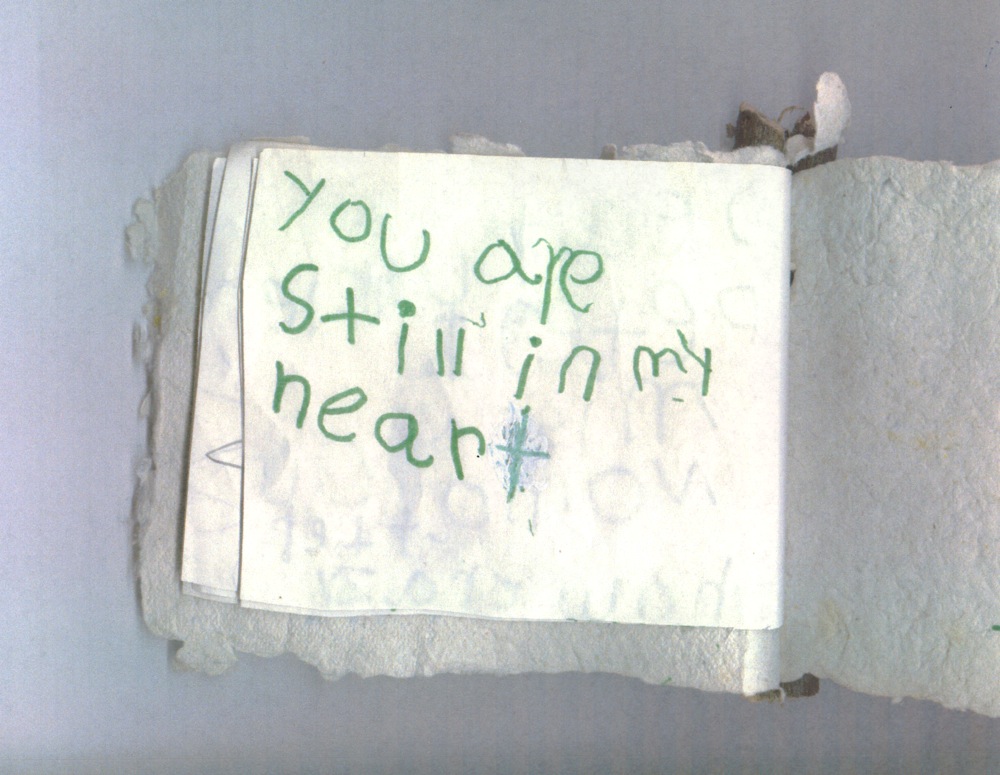 you are
Still in my
heart